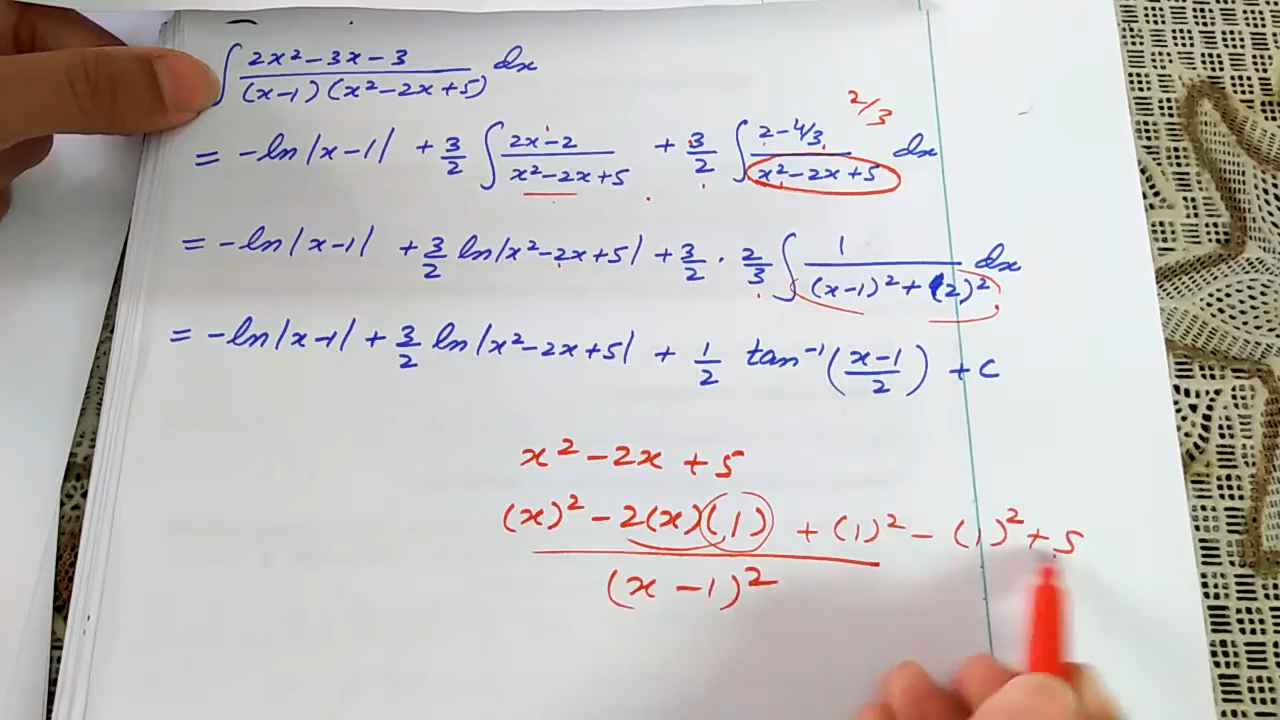 ∫ 2x² - 3x - 3 / (x-1)(x² - 2x + 5) dx
2/3
= -ln|x-1| + 3/2 ∫ 2x - 2 / x² - 2x + 5 + 3/2 ∫ 2 - 4/3 / x² - 2x + 5 dx
= -ln|x-1| + 3/2 ln|x² - 2x + 5| + 3/2 · 2/3 ∫ 1 / (x-1)² + (2)² dx
= -ln|x-1| + 3/2 ln|x² - 2x + 5| + 1/2 tan⁻¹(x-1 / 2) + C
x² - 2x + 5
(x)² - 2(x)(1) + (1)² - (1)² + 5
(x - 1)²